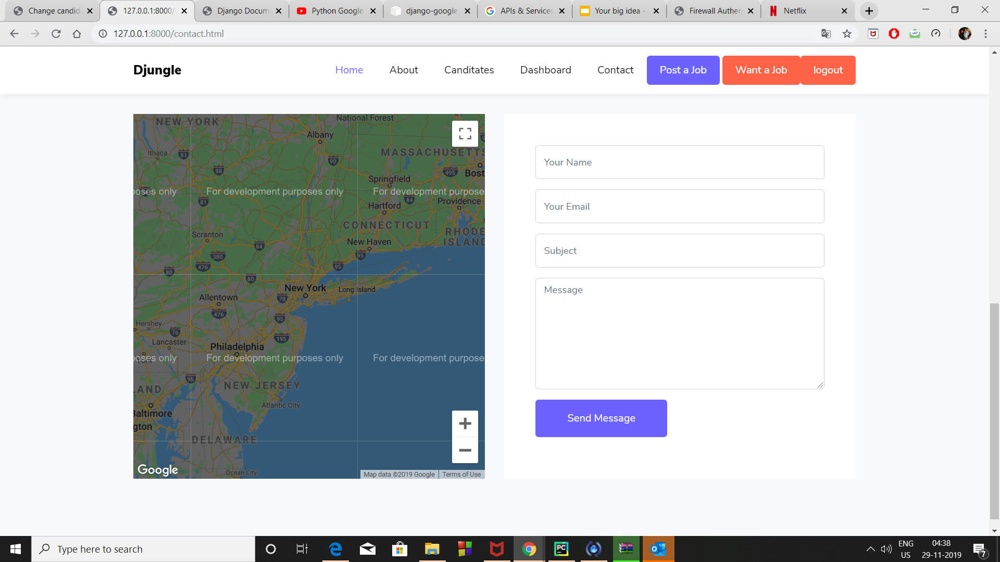 Change candid
127.0.0.1:8000/
Django Docum
Python Google
django-google
APIs & Services
Your big idea -
Firewall Authen
Netflix
127.0.0.1:8000/contact.html
Djungle
Home
About
Canditates
Dashboard
Contact
Post a Job
Want a Job
logout
NEW YORK
National Forest
Albany
Ithaca
81
MASSACHUSETTS
90
88
495
Bost
Springfield
poses only
For development purposes only
For development purpose
81
84
Providence
Hartford
CONNECTICUT
RHODE
ISLAND
Scranton
New Haven
84
95
380
476
95
80
80
New York
Long Island
Allentown
78
476
95
Hershey
76
195
Lancaster
Philadelphia
poses only
For development purposes only
For development purpose
York
95
NEW JERSEY
LAND
Atlantic City
Baltimore
gton
DELAWARE
Google
Ocean City
Map data ©2019 Google
Terms of Use
Your Name
Your Email
Subject
Message
Send Message
Type here to search
PC
ENG
US
04:38
29-11-2019
7